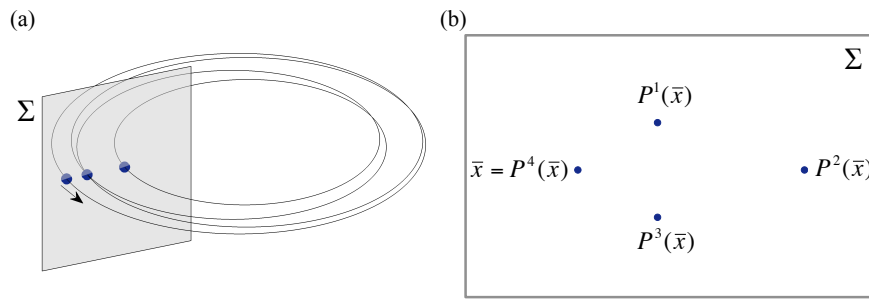 (a)
Σ
(b)
Σ
P¹(x̄)
x̄ = P⁴(x̄)
P²(x̄)
P³(x̄)